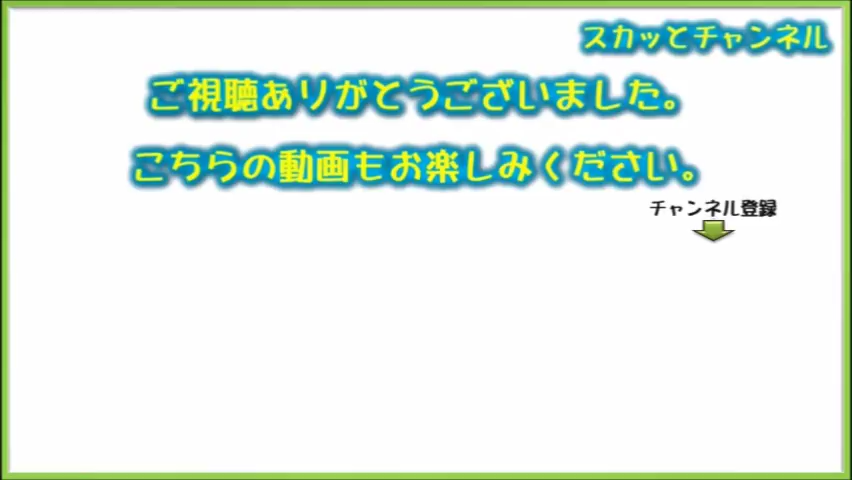 スカッとチャンネル
ご視聴ありがとうございました。
こちらの動画もお楽しみください。
チャンネル登録